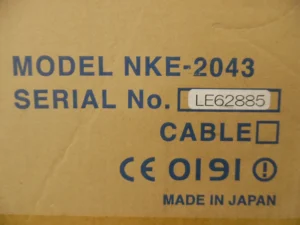 MODEL NKE-2043
SERIAL No. LE62885
CABLE
CE 0191
MADE IN JAPAN